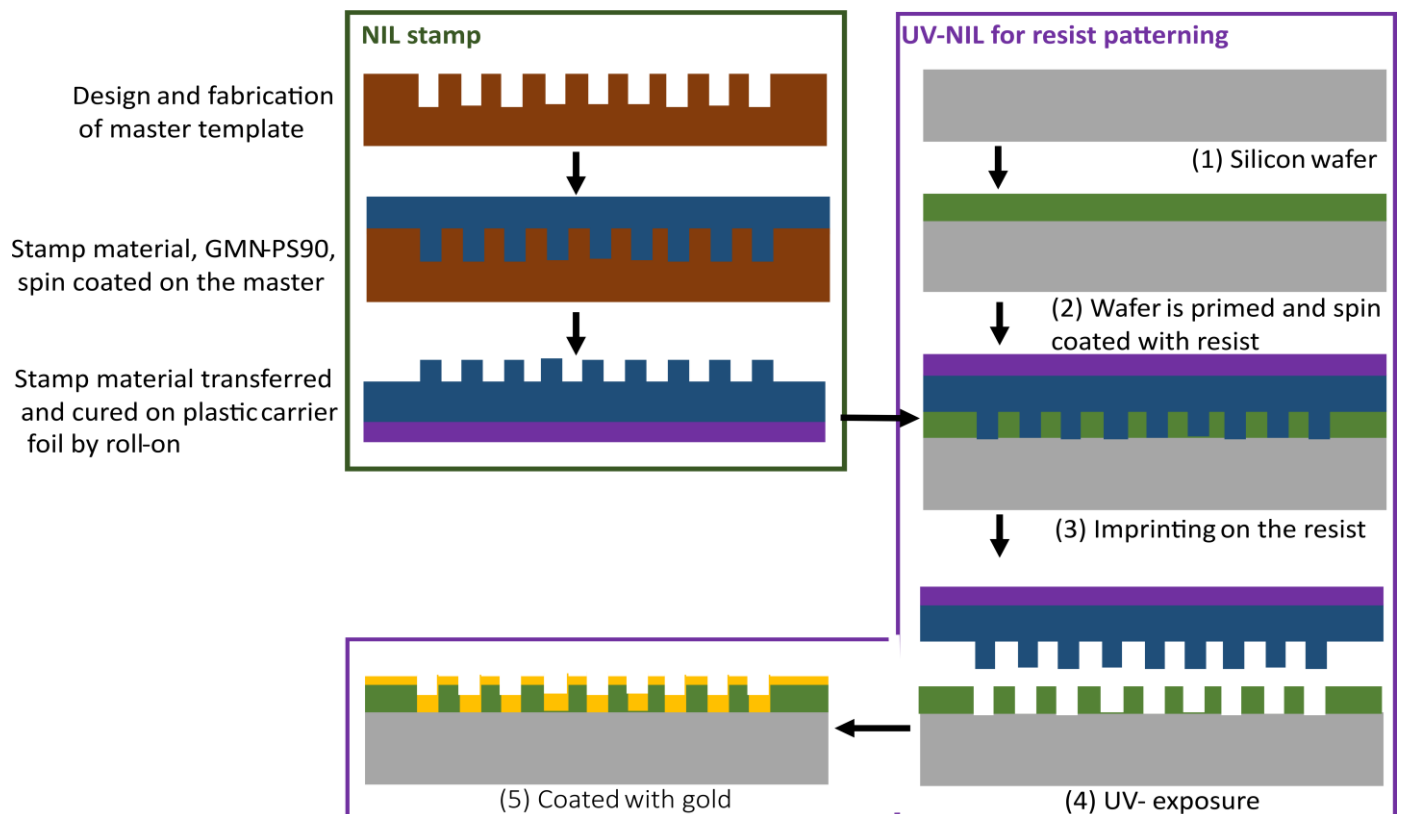 NIL stamp
Design and fabrication
of master template
Stamp material, GMN-PS90,
spin coated on the master
Stamp material transferred
and cured on plastic carrier
foil by roll-on
UV-NIL for resist patterning
(1) Silicon wafer
(2) Wafer is primed and spin
coated with resist
(3) Imprinting on the resist
(4) UV- exposure
(5) Coated with gold